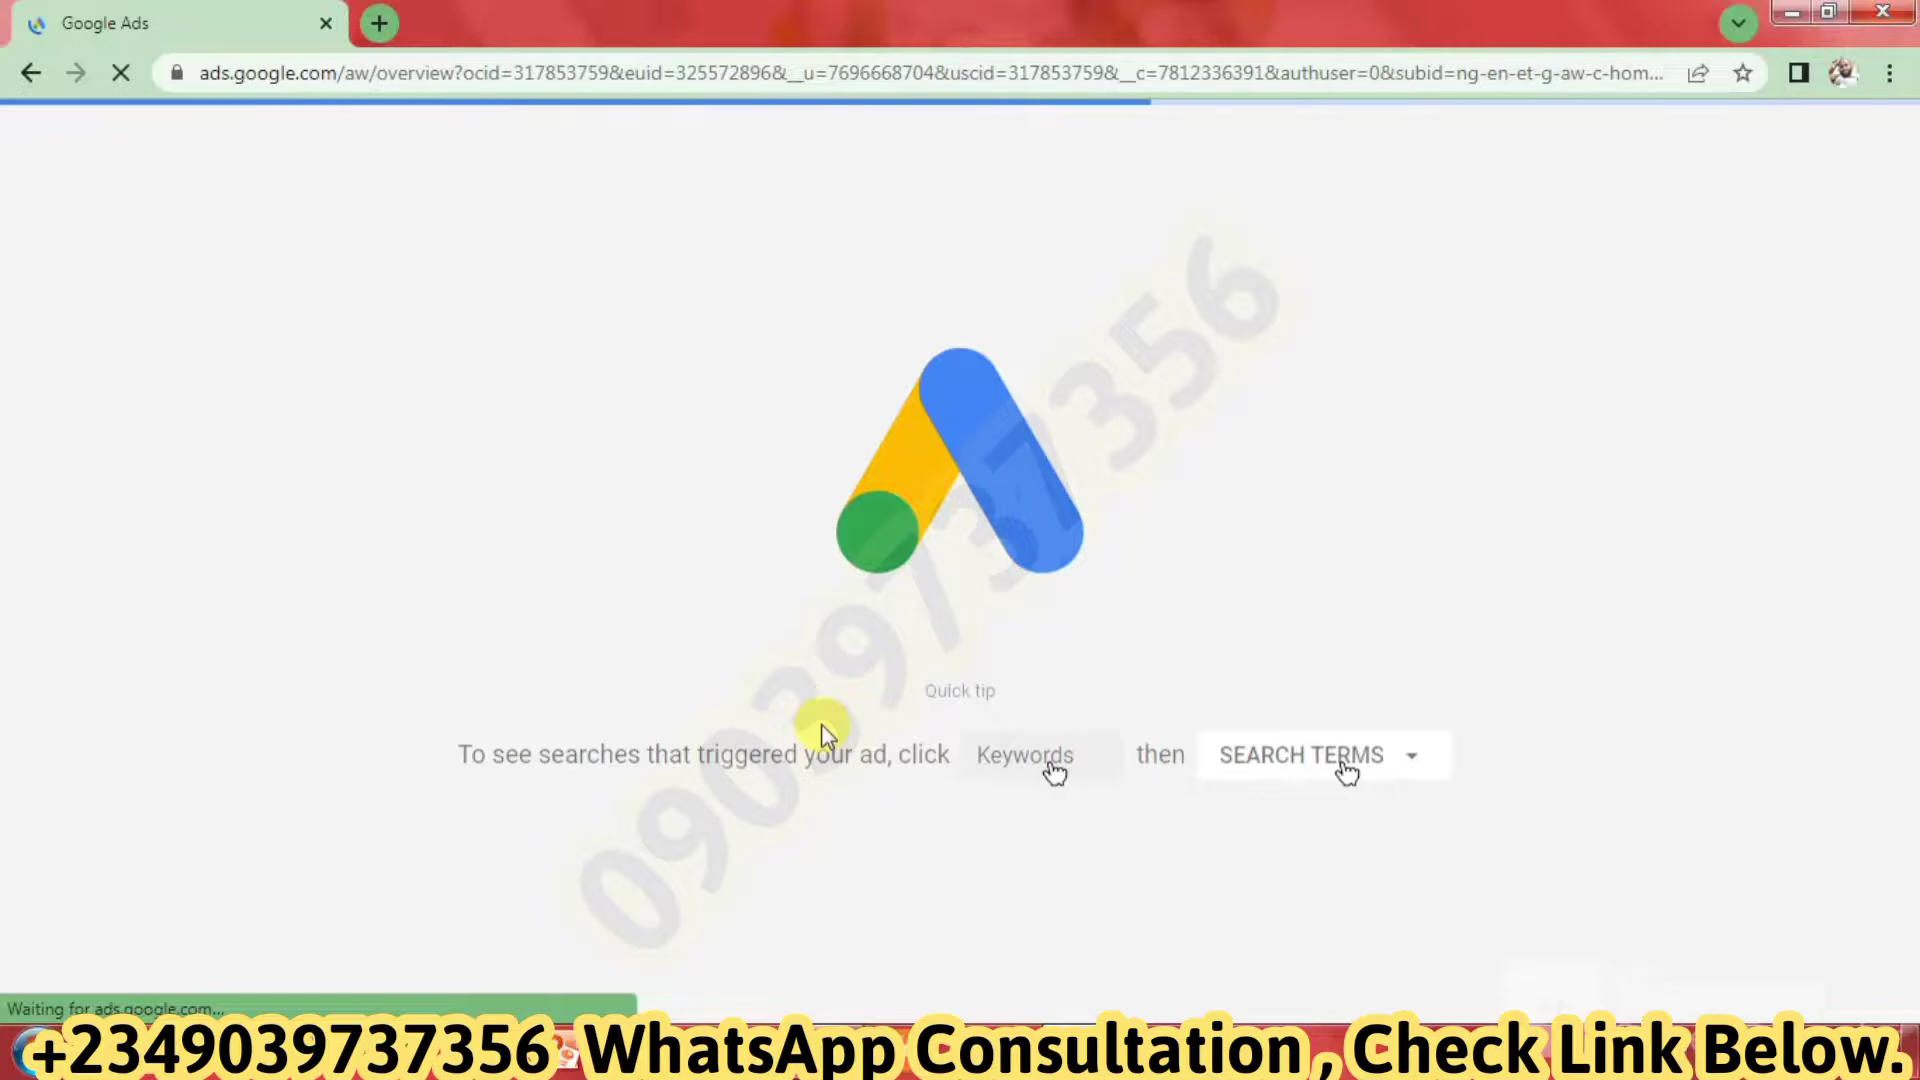 Google Ads
ads.google.com/aw/overview?ocid=317853759&euid=325572896&__u=7696668704&uscid=317853759&__c=7812336391&authuser=0&subid=ng-en-et-g-aw-c-hom...
09039737356
Quick tip
To see searches that triggered your ad, click Keywords then SEARCH TERMS
Waiting for ads.google.com...
+2349039737356 WhatsApp Consultation , Check Link Below.